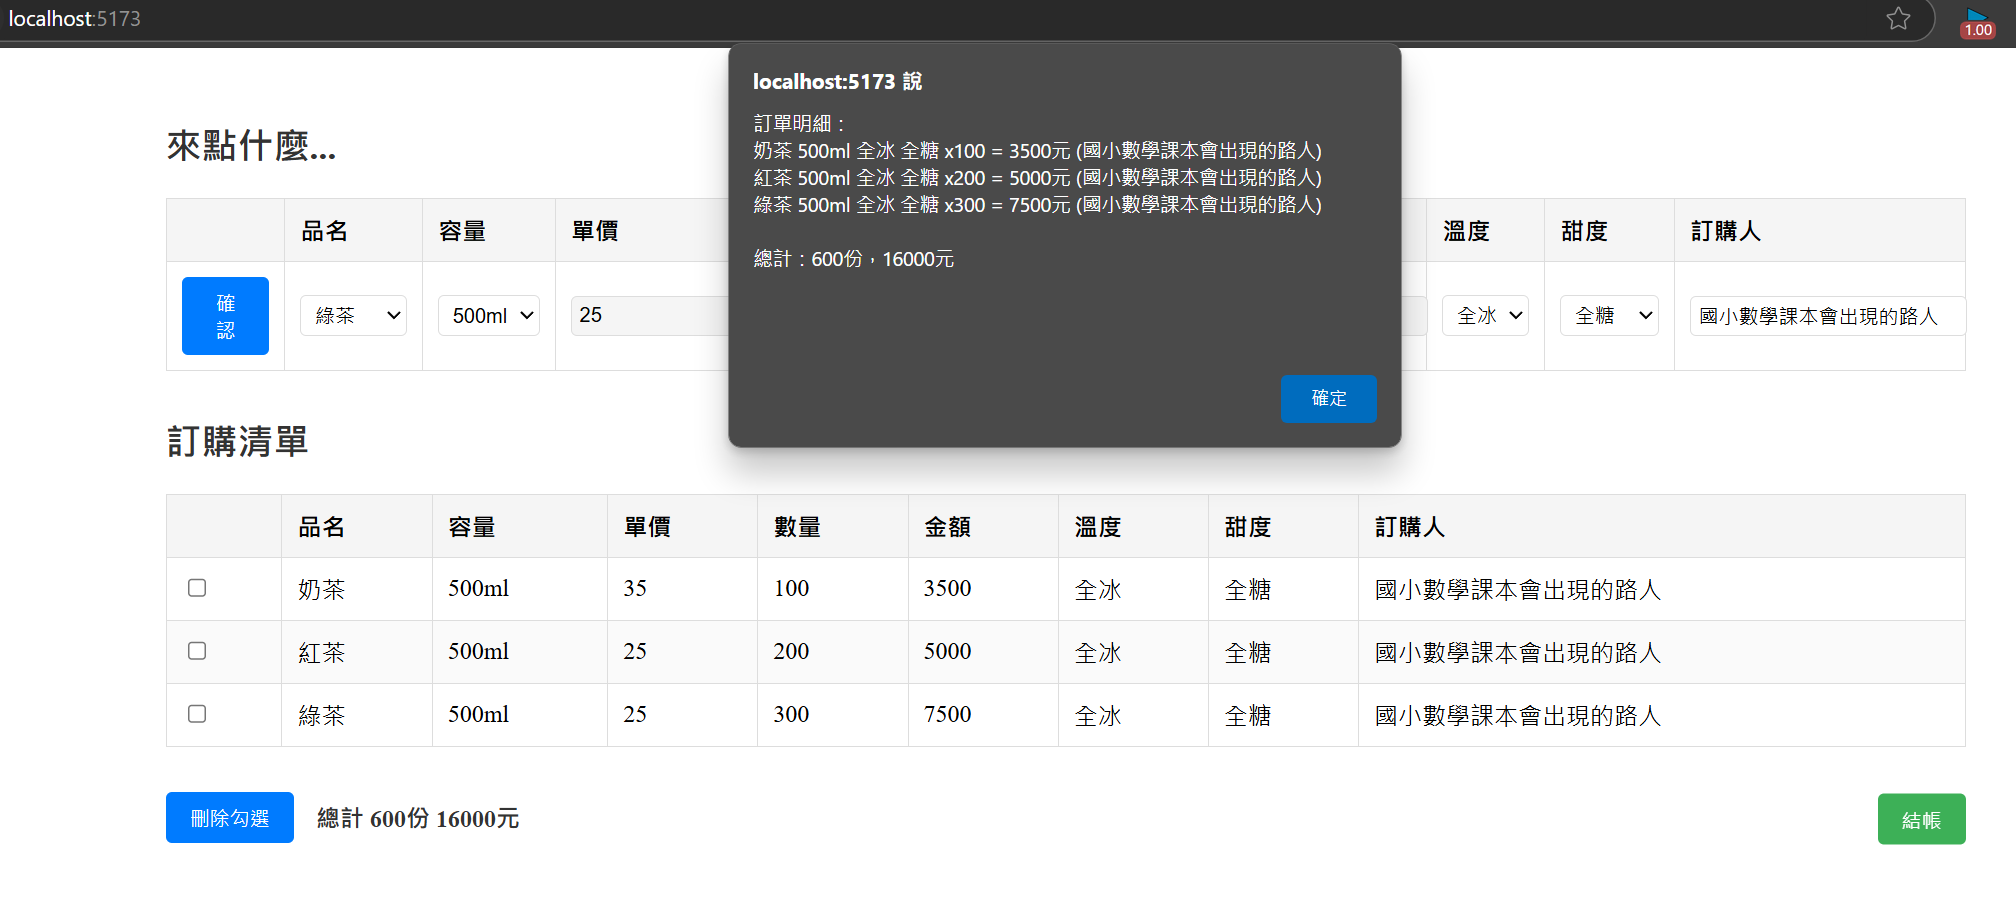 localhost:5173
1.00
localhost:5173 說
訂單明細：
奶茶 500ml 全冰 全糖 x100 = 3500元 (國小數學課本會出現的路人)
紅茶 500ml 全冰 全糖 x200 = 5000元 (國小數學課本會出現的路人)
綠茶 500ml 全冰 全糖 x300 = 7500元 (國小數學課本會出現的路人)
總計：600份，16000元
確定
來點什麼...
品名 容量 單價 溫度 甜度 訂購人
確認 綠茶 500ml 25 全冰 全糖 國小數學課本會出現的路人
訂購清單
品名 容量 單價 數量 金額 溫度 甜度 訂購人
奶茶 500ml 35 100 3500 全冰 全糖 國小數學課本會出現的路人
紅茶 500ml 25 200 5000 全冰 全糖 國小數學課本會出現的路人
綠茶 500ml 25 300 7500 全冰 全糖 國小數學課本會出現的路人
刪除勾選 總計 600份 16000元 結帳